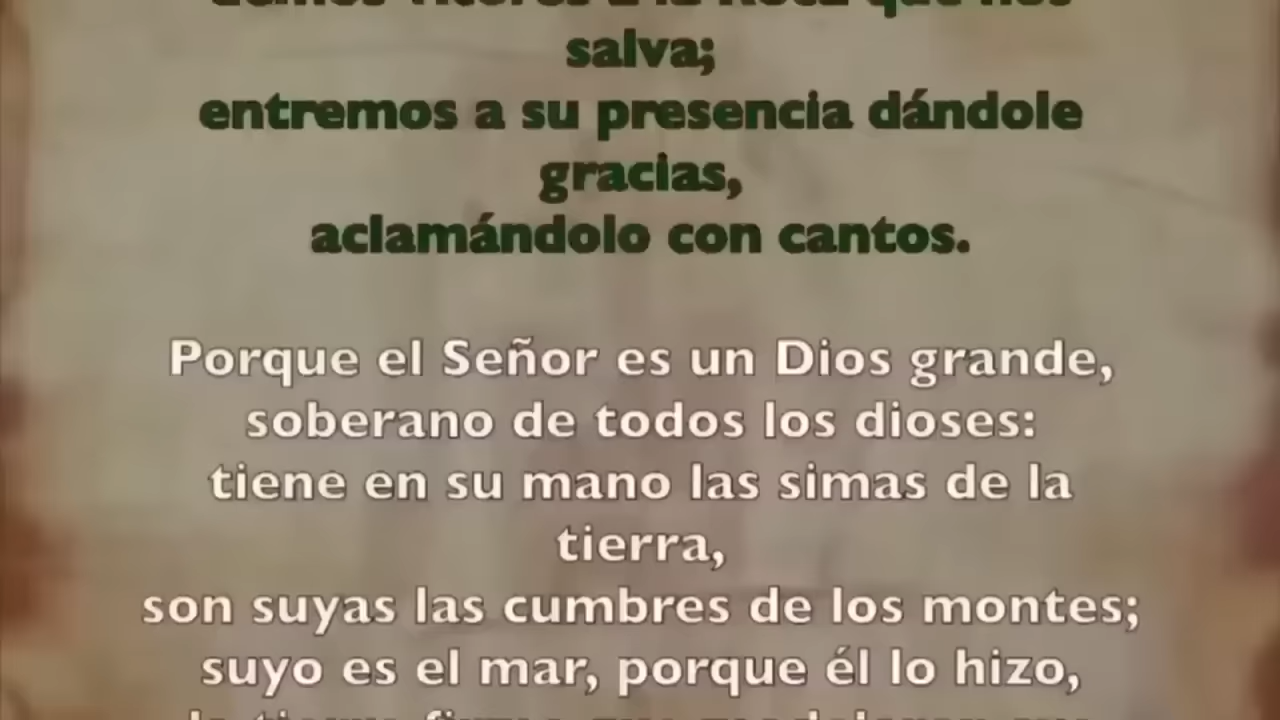 salva;
entremos a su presencia dándole
gracias,
aclamándolo con cantos.
Porque el Señor es un Dios grande,
soberano de todos los dioses:
tiene en su mano las simas de la
tierra,
son suyas las cumbres de los montes;
suyo es el mar, porque él lo hizo,